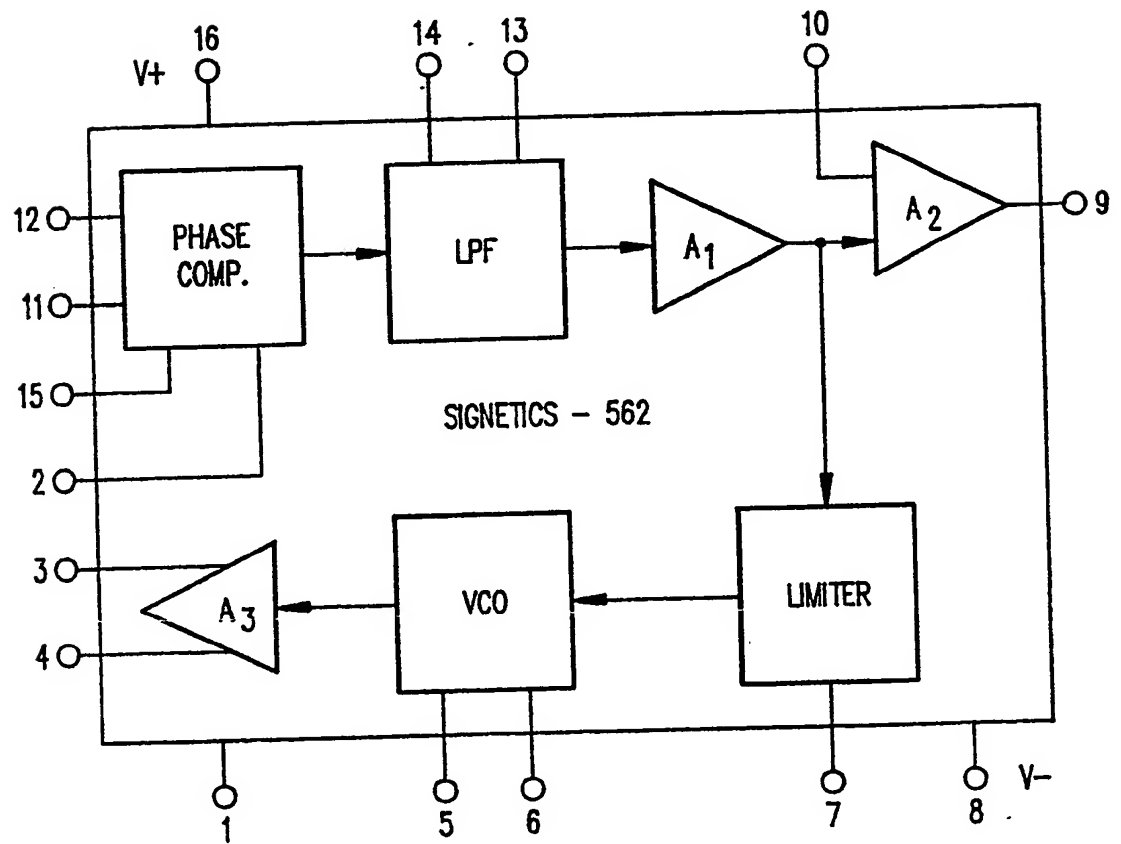 16
14
13
10
V+
12
PHASE
COMP.
LPF
A1
A2
9
11
15
SIGNETICS - 562
2
3
A3
VCO
LIMITER
4
1
5
6
7
8
V-